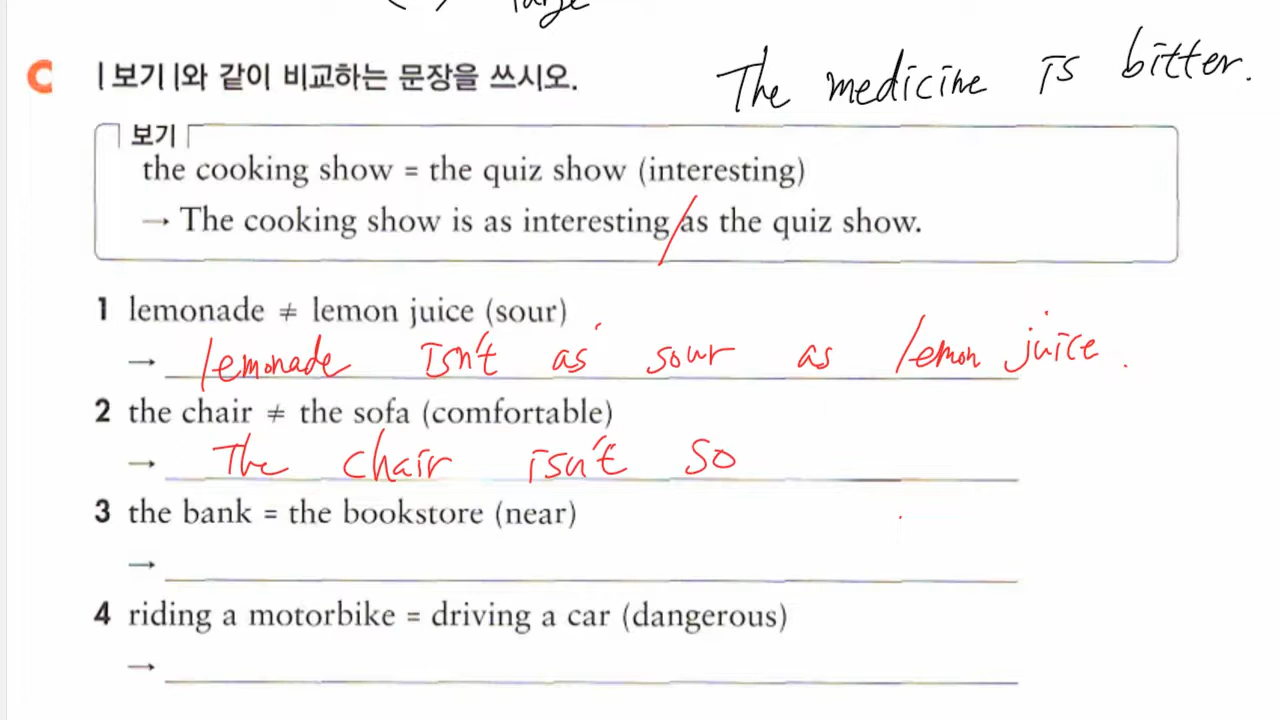 large
The medicine is bitter.
C |보기|와 같이 비교하는 문장을 쓰시오.
보기
the cooking show = the quiz show (interesting)
→ The cooking show is as interesting/as the quiz show.
1 lemonade ≠ lemon juice (sour)
→ lemonade isn't as sour as lemon juice.
2 the chair ≠ the sofa (comfortable)
→ The chair isn't so
3 the bank = the bookstore (near)
→
4 riding a motorbike = driving a car (dangerous)
→